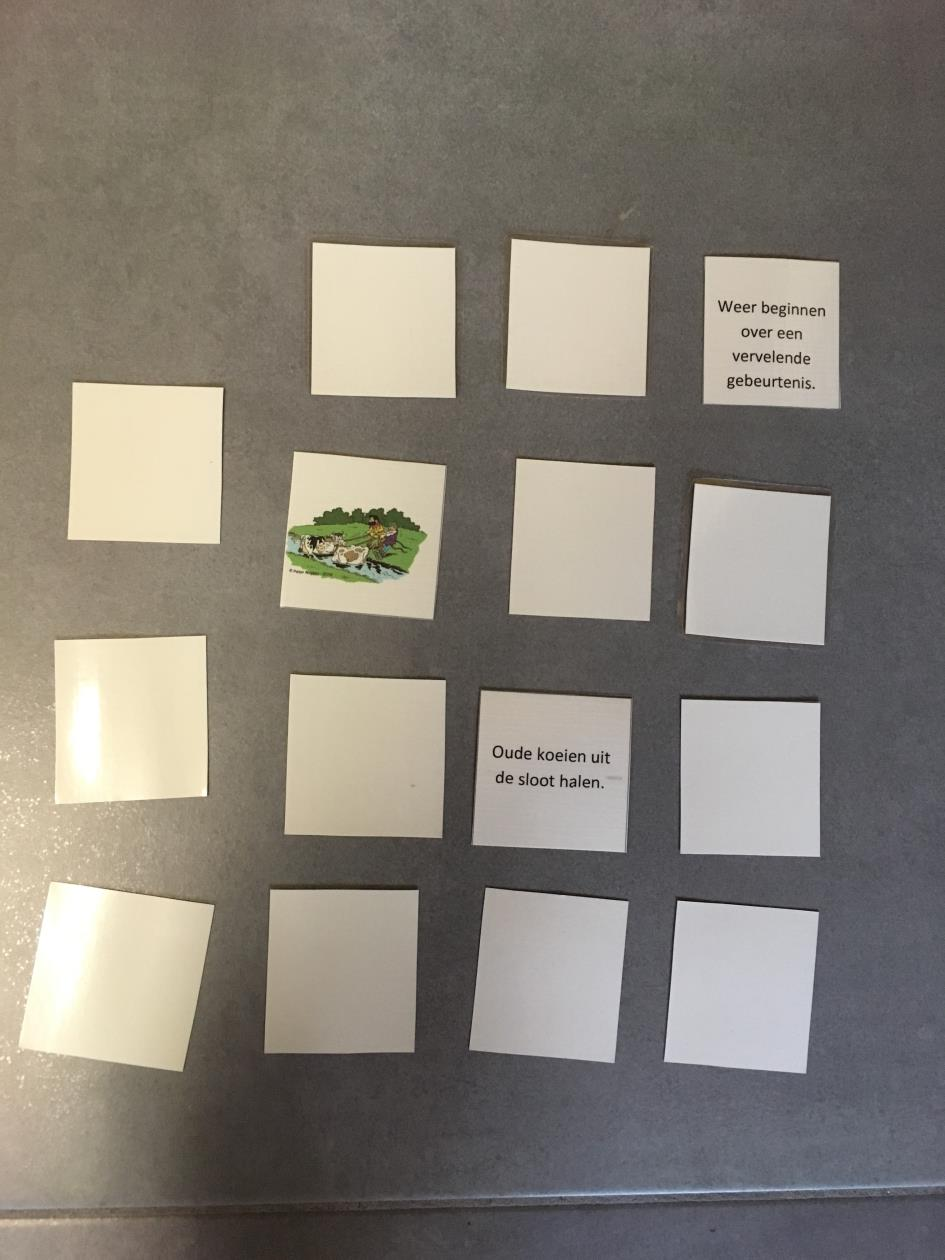 Weer beginnen
over een
vervelende
gebeurtenis.
Oude koeien uit
de sloot halen.